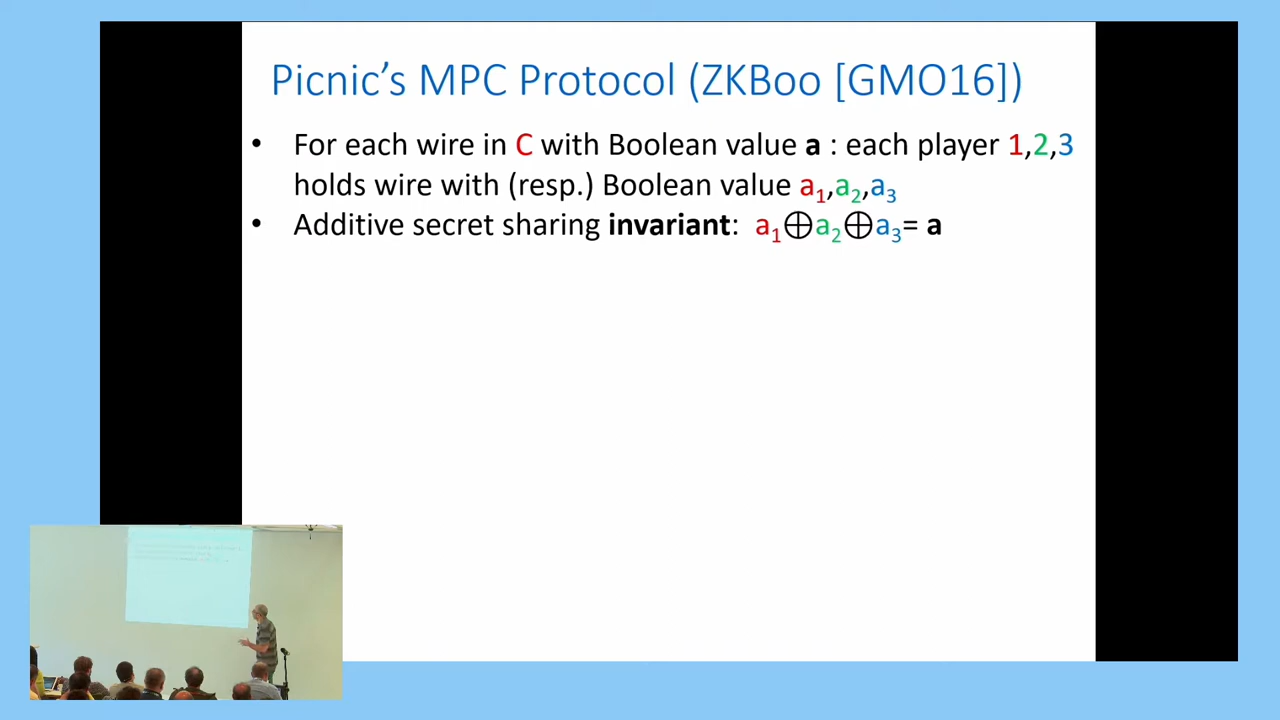 Picnic’s MPC Protocol (ZKBoo [GMO16])
• For each wire in C with Boolean value a : each player 1,2,3
holds wire with (resp.) Boolean value a₁,a₂,a₃
• Additive secret sharing invariant: a₁⊕a₂⊕a₃= a